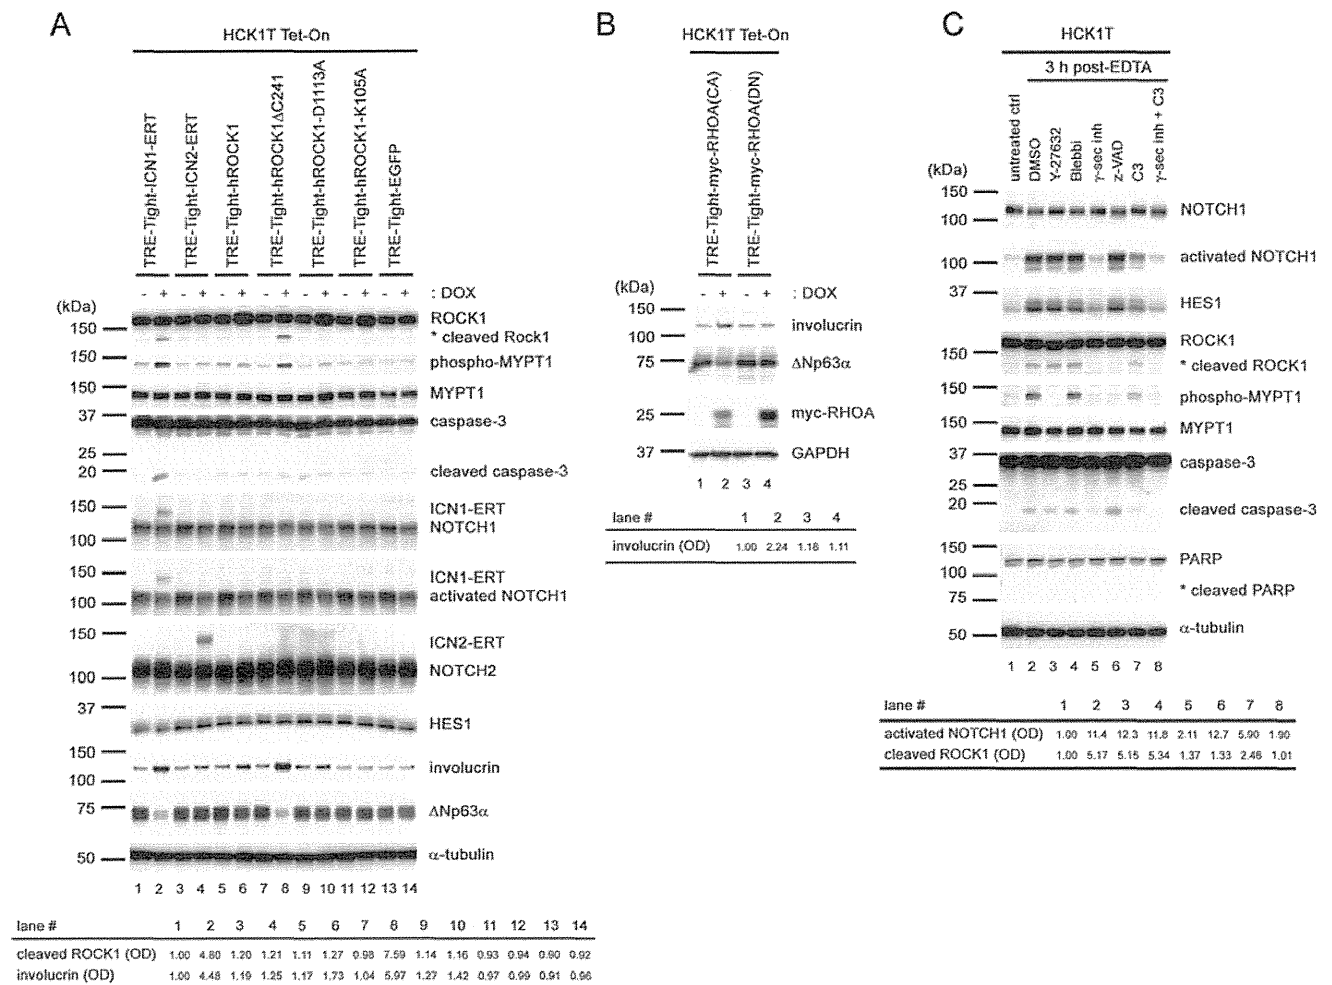 A
HCK1T Tet-On
TRE-Tight-ICN1-ERT
TRE-Tight-ICN2-ERT
TRE-Tight-hROCK1
TRE-Tight-hROCK1ΔC241
TRE-Tight-hROCK1-D1113A
TRE-Tight-hROCK1-K105A
TRE-Tight-EGFP
- + - + - + - + - + - + - + : DOX
(kDa)
ROCK1
150
* cleaved Rock1
150
phospho-MYPT1
150
MYPT1
37
caspase-3
25
20
cleaved caspase-3
150
ICN1-ERT
NOTCH1
100
150
ICN1-ERT
activated NOTCH1
100
150
ICN2-ERT
NOTCH2
100
37
HES1
150
involucrin
100
75
ΔNp63α
50
α-tubulin
1 2 3 4 5 6 7 8 9 10 11 12 13 14
lane # 1 2 3 4 5 6 7 8 9 10 11 12 13 14
cleaved ROCK1 (OD) 1.00 4.80 1.20 1.21 1.11 1.27 0.98 7.59 1.14 1.16 0.93 0.94 0.90 0.92
involucrin (OD) 1.00 4.48 1.19 1.25 1.17 1.73 1.04 5.97 1.27 1.42 0.97 0.99 0.91 0.96
B
HCK1T Tet-On
TRE-Tight-myc-RHOA(CA)
TRE-Tight-myc-RHOA(DN)
(kDa) - + - + : DOX
150
involucrin
100
75
ΔNp63α
25
myc-RHOA
37
GAPDH
1 2 3 4
lane # 1 2 3 4
involucrin (OD) 1.00 2.24 1.18 1.11
C
HCK1T
3 h post-EDTA
untreated ctrl
DMSO
Y-27632
Blebbi
γ-sec inh
z-VAD
C3
γ-sec inh + C3
(kDa)
150
NOTCH1
100
activated NOTCH1
100
37
HES1
ROCK1
150
* cleaved ROCK1
150
phospho-MYPT1
150
MYPT1
37
caspase-3
25
20
cleaved caspase-3
150
PARP
100
* cleaved PARP
75
α-tubulin
50
1 2 3 4 5 6 7 8
lane # 1 2 3 4 5 6 7 8
activated NOTCH1 (OD) 1.00 11.4 12.3 11.8 2.11 12.7 5.90 1.90
cleaved ROCK1 (OD) 1.00 5.17 5.15 5.34 1.37 1.33 2.46 1.01